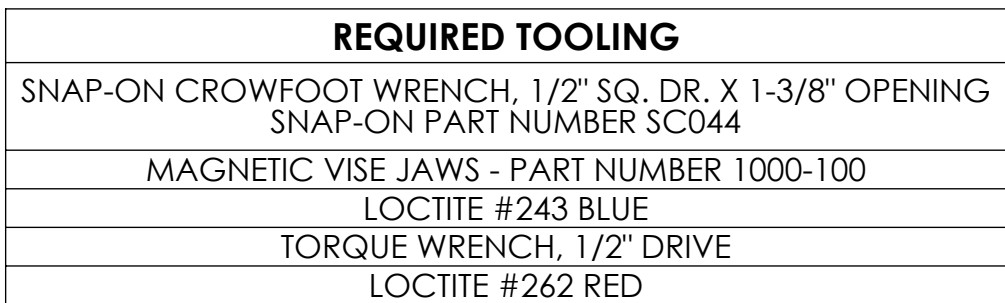 REQUIRED TOOLING
SNAP-ON CROWFOOT WRENCH, 1/2" SQ. DR. X 1-3/8" OPENING
SNAP-ON PART NUMBER SC044
MAGNETIC VISE JAWS - PART NUMBER 1000-100
LOCTITE #243 BLUE
TORQUE WRENCH, 1/2" DRIVE
LOCTITE #262 RED